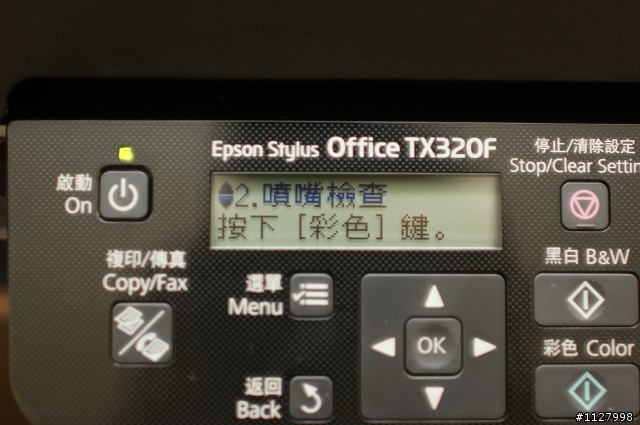 Epson Stylus Office TX320F
停止/清除設定
Stop/Clear Settin
啟動
On
2.噴嘴檢查
按下［彩色］鍵。
複印/傳真
Copy/Fax
選單
Menu
OK
黑白 B&W
彩色 Color
返回
Back
#1127998